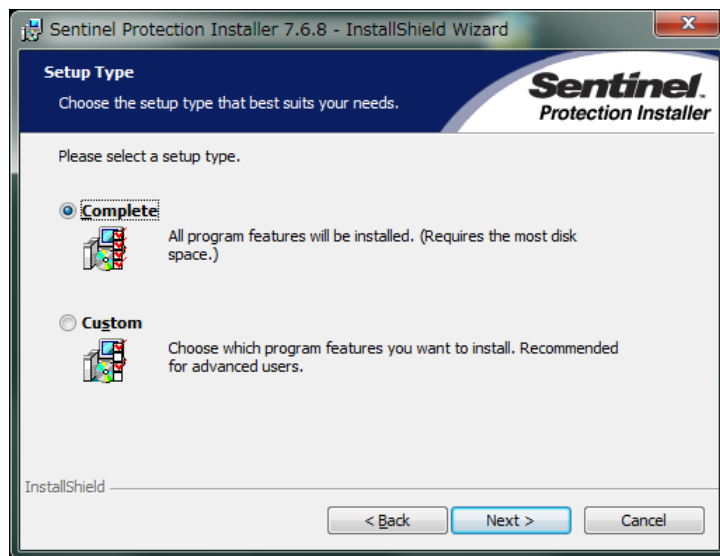 Sentinel Protection Installer 7.6.8 - InstallShield Wizard
Setup Type
Choose the setup type that best suits your needs.
Sentinel.
Protection Installer
Please select a setup type.
Complete
All program features will be installed. (Requires the most disk
space.)
Custom
Choose which program features you want to install. Recommended
for advanced users.
InstallShield
< Back
Next >
Cancel